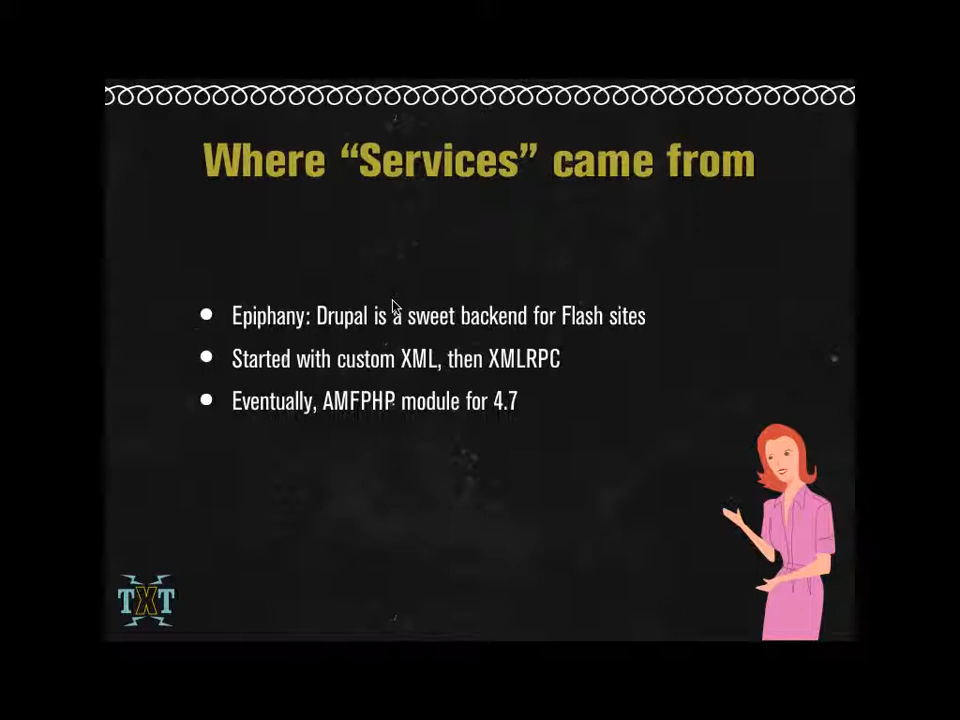 Where “Services” came from
Epiphany: Drupal is a sweet backend for Flash sites
Started with custom XML, then XMLRPC
Eventually, AMFPHP module for 4.7
TXT